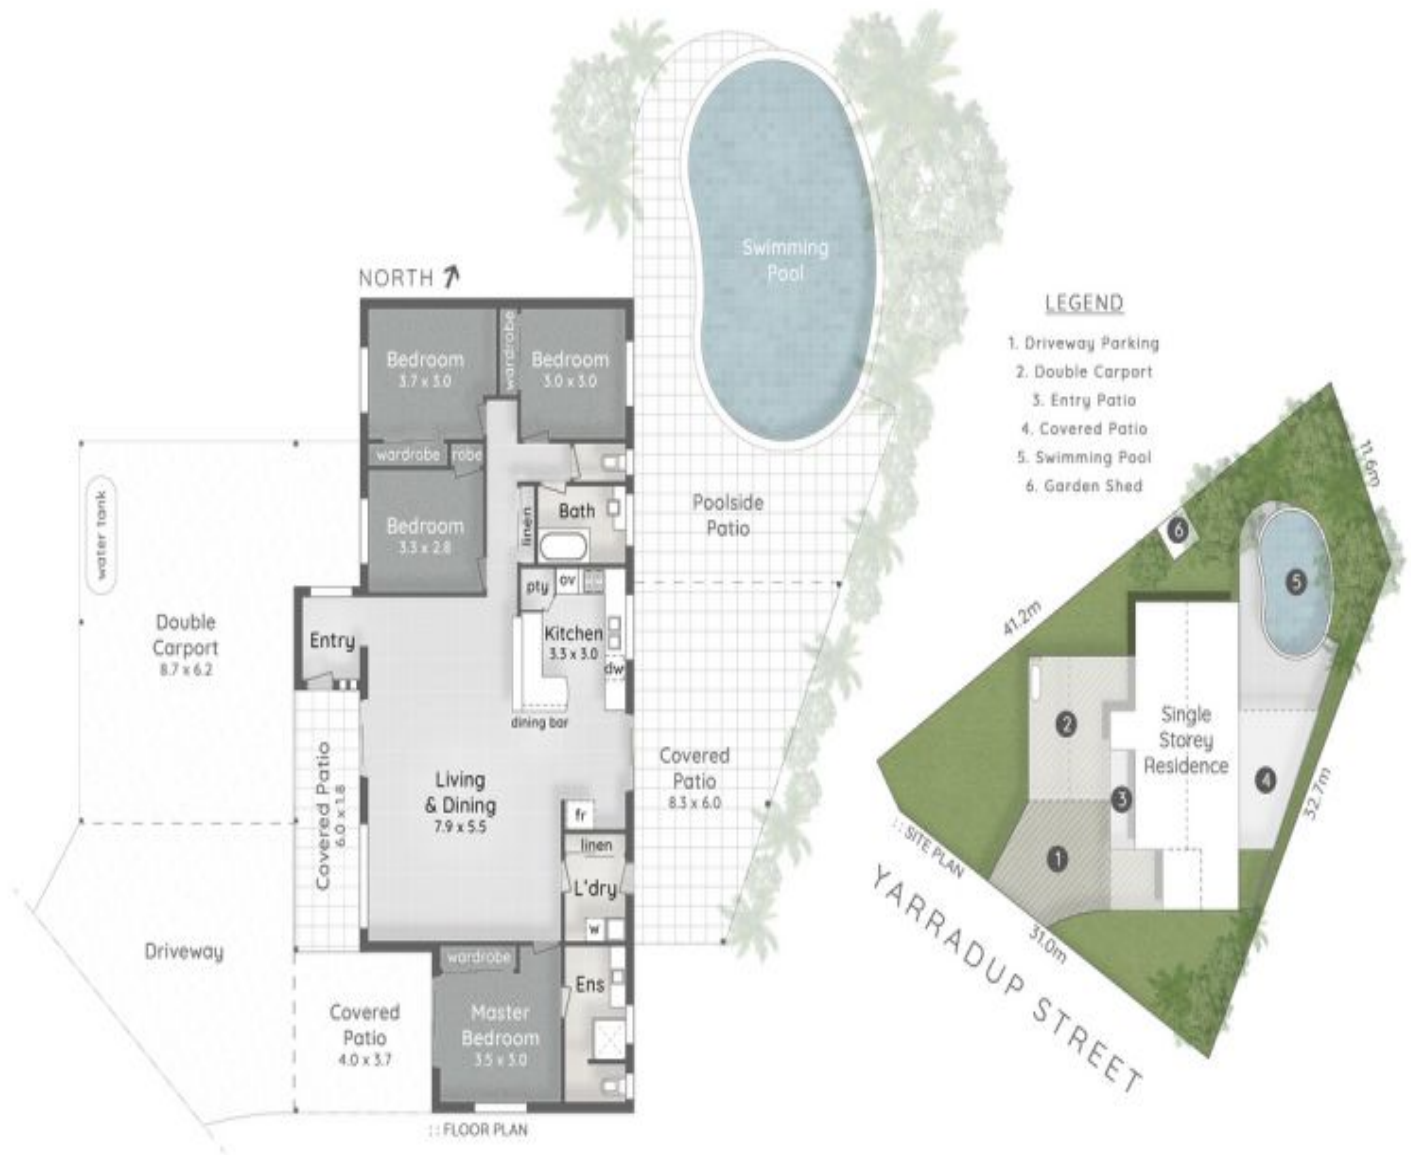 Swimming
Pool
NORTH
Bedroom
3.7 x 3.0
wardrobe
Bedroom
3.0 x 3.0
wardrobe
robe
Bedroom
3.3 x 2.8
linen
Bath
water tank
Double
Carport
8.7 x 6.2
Entry
pty
ov
Kitchen
3.3 x 3.0
dw
dining bar
Poolside
Patio
Covered Patio
6.0 x 1.8
Living
& Dining
7.9 x 5.5
fr
linen
L'dry
w
Covered
Patio
8.3 x 6.0
Driveway
Covered
Patio
4.0 x 3.7
wardrobe
Master
Bedroom
3.5 x 3.0
Ens
:: FLOOR PLAN
LEGEND
1. Driveway Parking
2. Double Carport
3. Entry Patio
4. Covered Patio
5. Swimming Pool
6. Garden Shed
11.6m
6
5
41.2m
2
Single
Storey
Residence
3
4
32.7m
1
:: SITE PLAN
31.0m
YARRADUP STREET